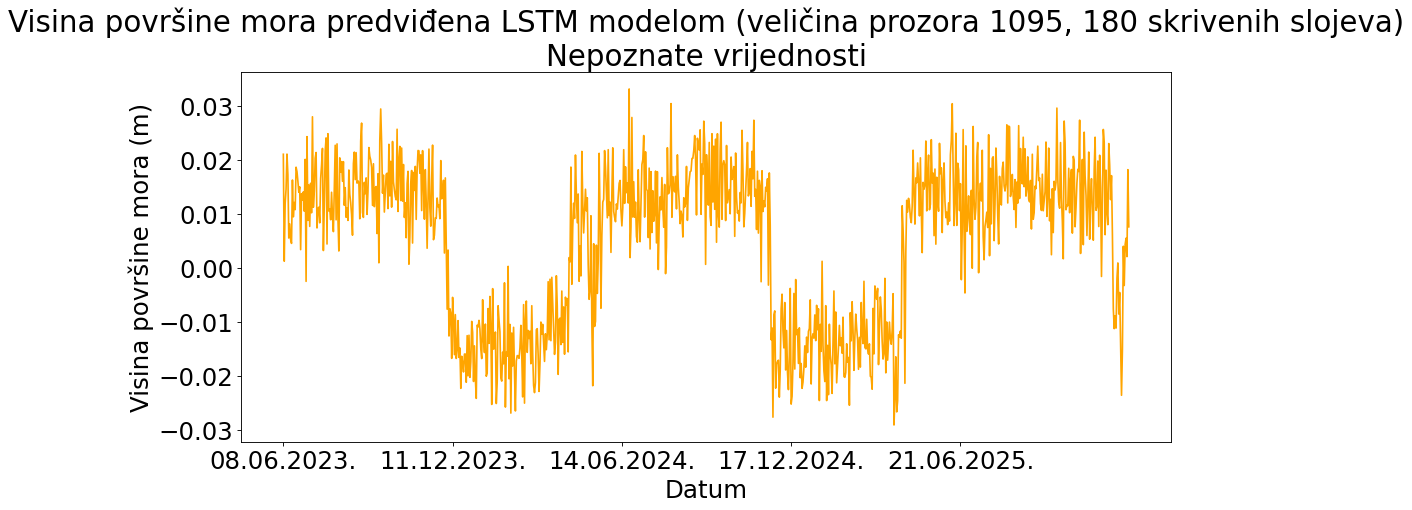 Visina površine mora predviđena LSTM modelom (veličina prozora 1095, 180 skrivenih slojeva)
Nepoznate vrijednosti
Visina površine mora (m)
0.03
0.02
0.01
0.00
−0.01
−0.02
−0.03
08.06.2023. 11.12.2023. 14.06.2024. 17.12.2024. 21.06.2025.
Datum